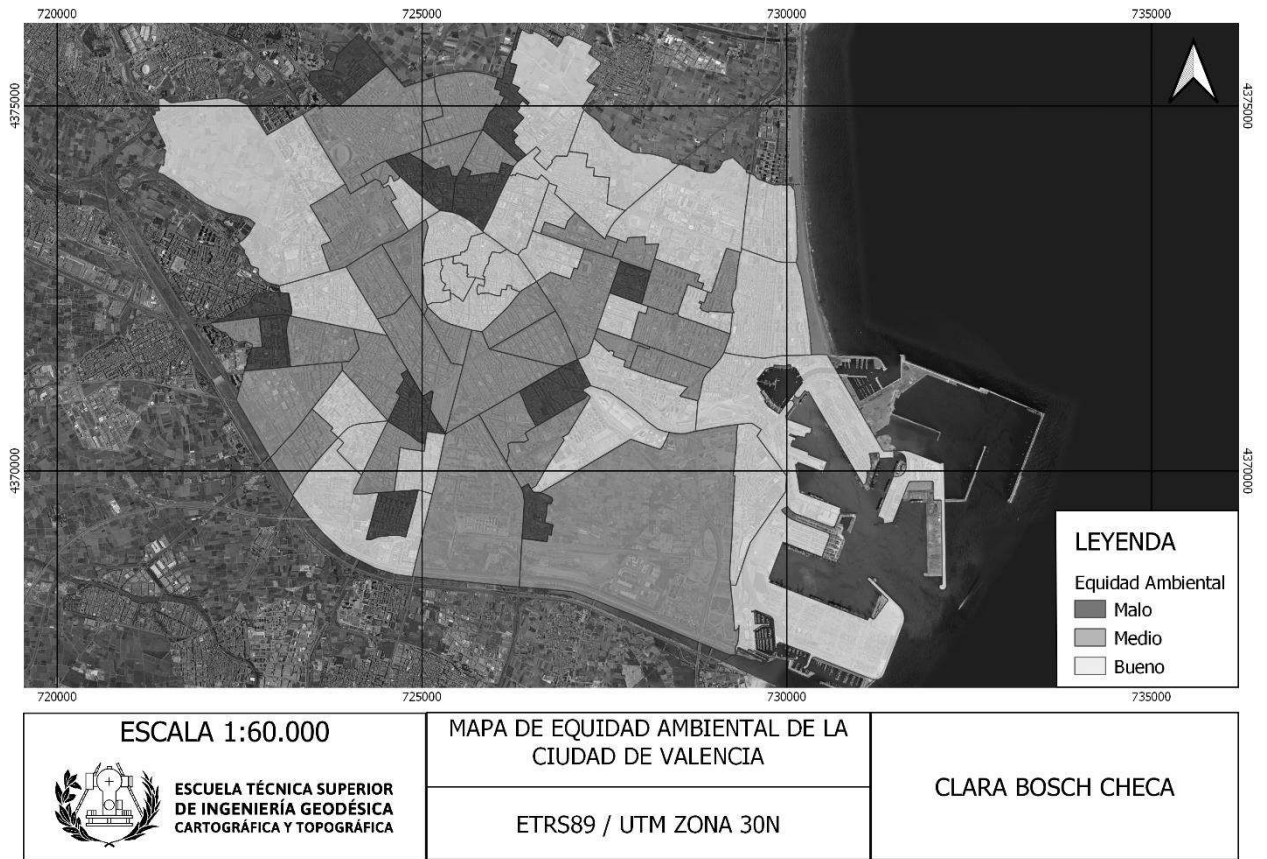 720000
725000
730000
735000
4375000
4375000
4370000
4370000
LEYENDA
Equidad Ambiental
Malo
Medio
Bueno
720000
725000
730000
735000
ESCALA 1:60.000
ESCUELA TÉCNICA SUPERIOR
DE INGENIERÍA GEODÉSICA
CARTOGRÁFICA Y TOPOGRÁFICA
MAPA DE EQUIDAD AMBIENTAL DE LA
CIUDAD DE VALENCIA
ETRS89 / UTM ZONA 30N
CLARA BOSCH CHECA